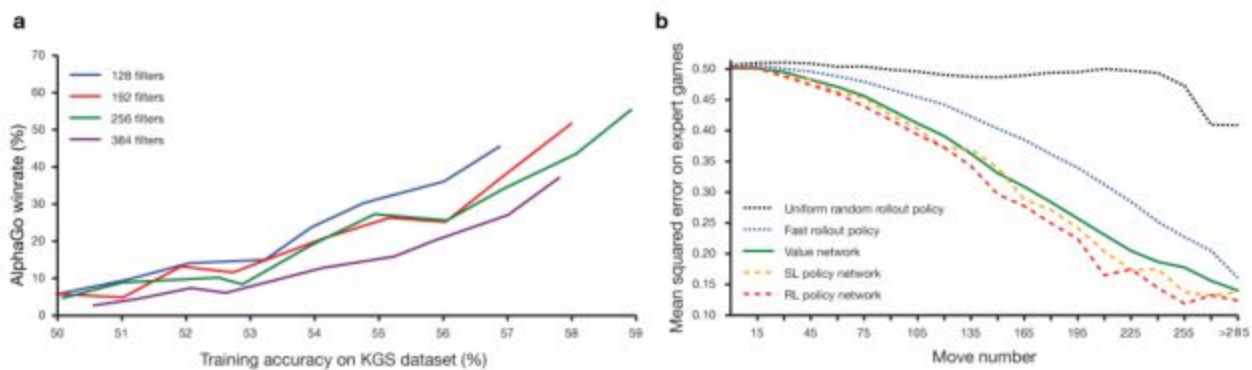 a
AlphaGo winrate (%)
70
60
50
40
30
20
10
0
128 filters
192 filters
256 filters
384 filters
50 51 52 53 54 55 56 57 58 59
Training accuracy on KGS dataset (%)
b
Mean squared error on expert games
0.50
0.45
0.40
0.35
0.30
0.25
0.20
0.15
0.10
Uniform random rollout policy
Fast rollout policy
Value network
SL policy network
RL policy network
15 45 75 105 135 165 195 225 255 >285
Move number